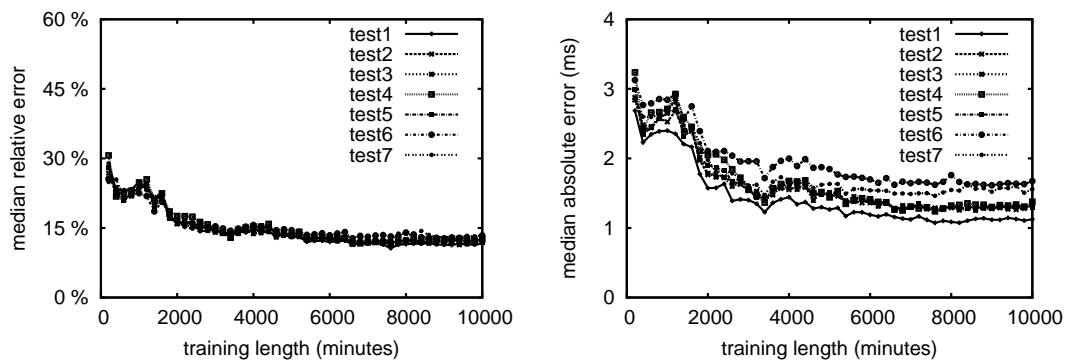 60 %
45 %
30 %
15 %
0 %
median relative error
0 2000 4000 6000 8000 10000
training length (minutes)
test1
test2
test3
test4
test5
test6
test7
4
3
2
1
0
median absolute error (ms)
0 2000 4000 6000 8000 10000
training length (minutes)
test1
test2
test3
test4
test5
test6
test7